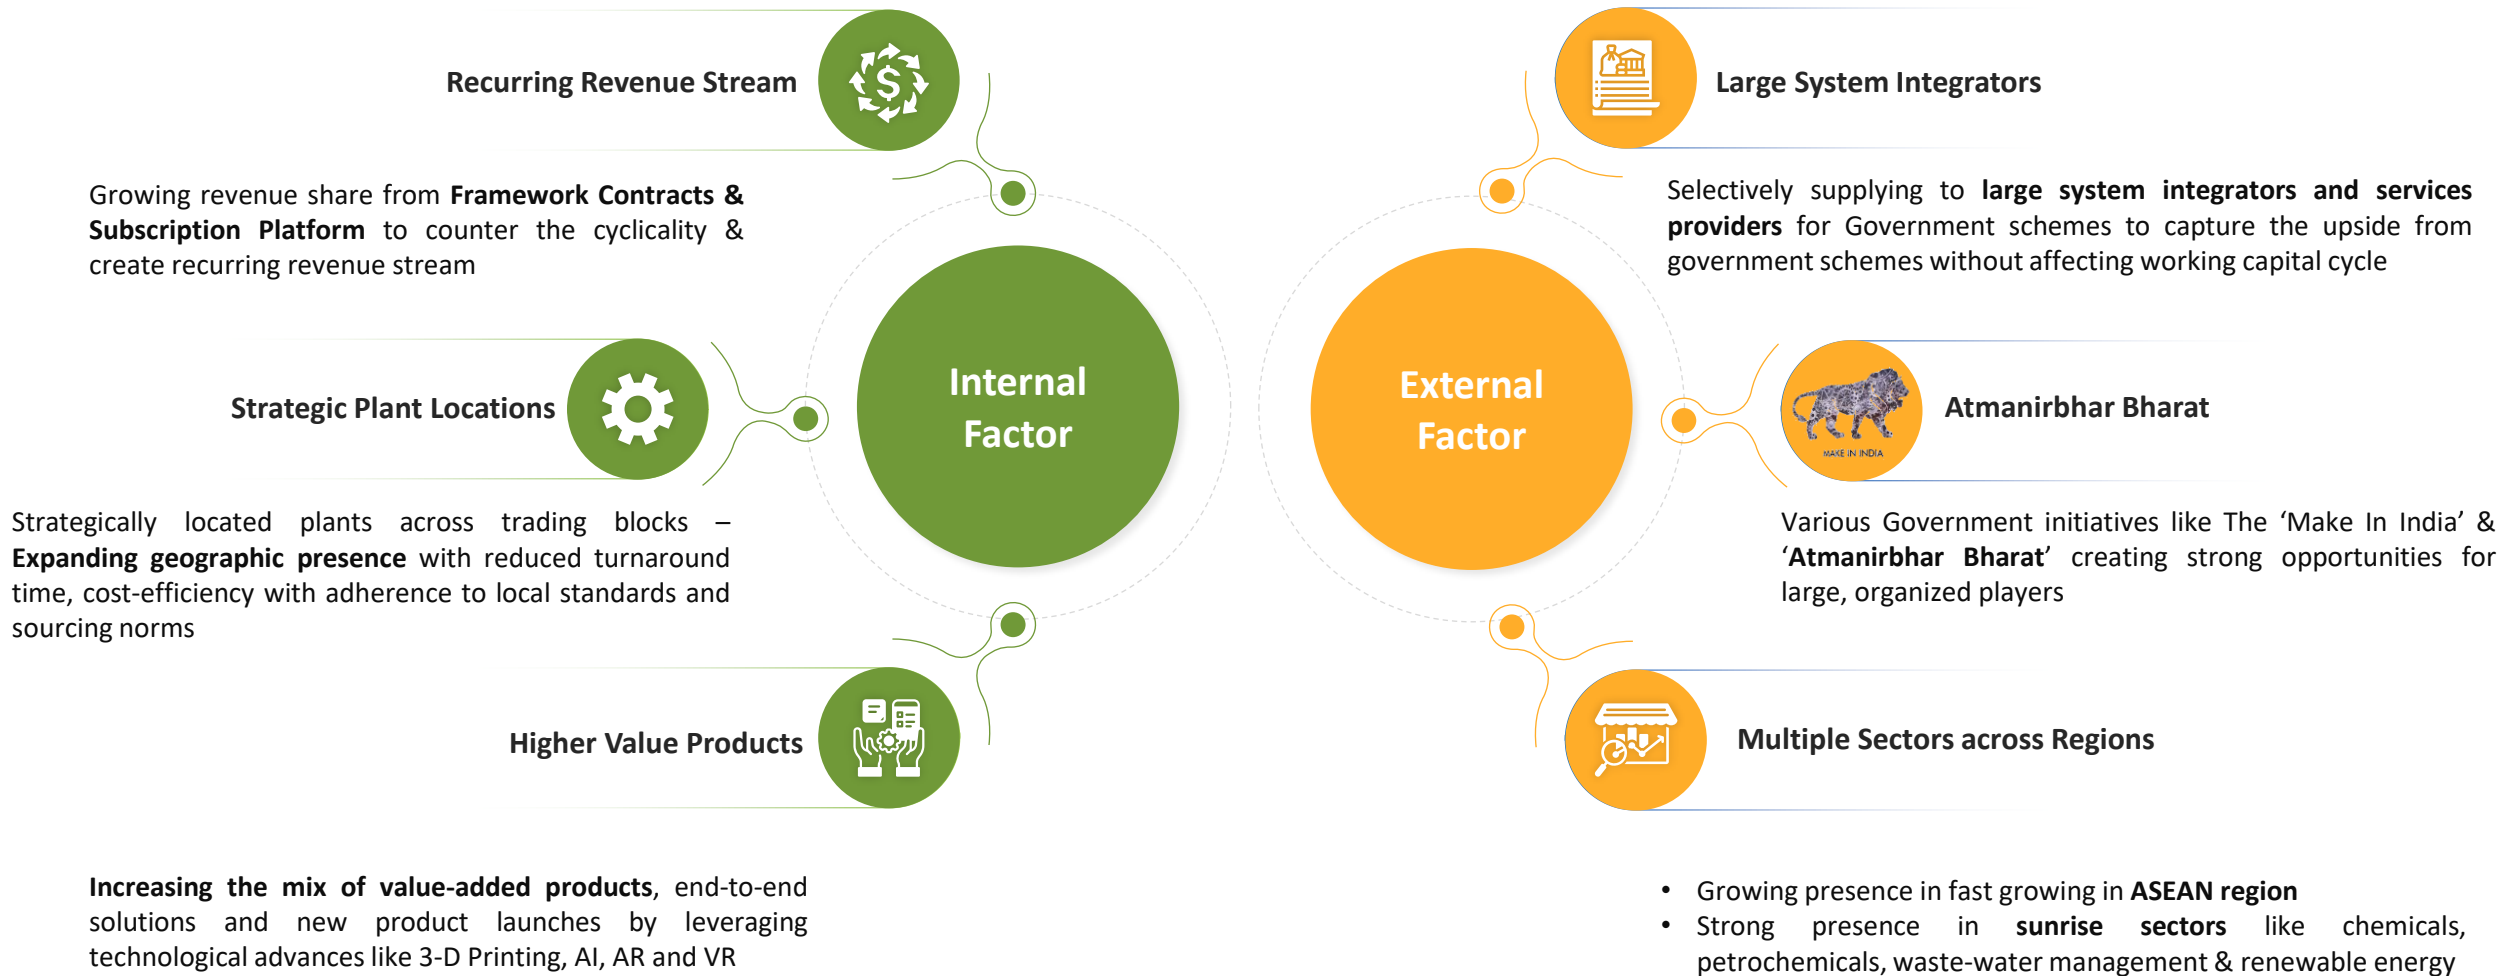 Recurring Revenue Stream
Growing revenue share from Framework Contracts &
Subscription Platform to counter the cyclicality &
create recurring revenue stream
Strategic Plant Locations
Strategically located plants across trading blocks –
Expanding geographic presence with reduced turnaround
time, cost-efficiency with adherence to local standards and
sourcing norms
Higher Value Products
Increasing the mix of value-added products, end-to-end
solutions and new product launches by leveraging
technological advances like 3-D Printing, AI, AR and VR
Internal
Factor
External
Factor
Large System Integrators
Selectively supplying to large system integrators and services
providers for Government schemes to capture the upside from
government schemes without affecting working capital cycle
MAKE IN INDIA
Atmanirbhar Bharat
Various Government initiatives like The ‘Make In India’ &
‘Atmanirbhar Bharat’ creating strong opportunities for
large, organized players
Multiple Sectors across Regions
• Growing presence in fast growing in ASEAN region
• Strong presence in sunrise sectors like chemicals,
petrochemicals, waste-water management & renewable energy